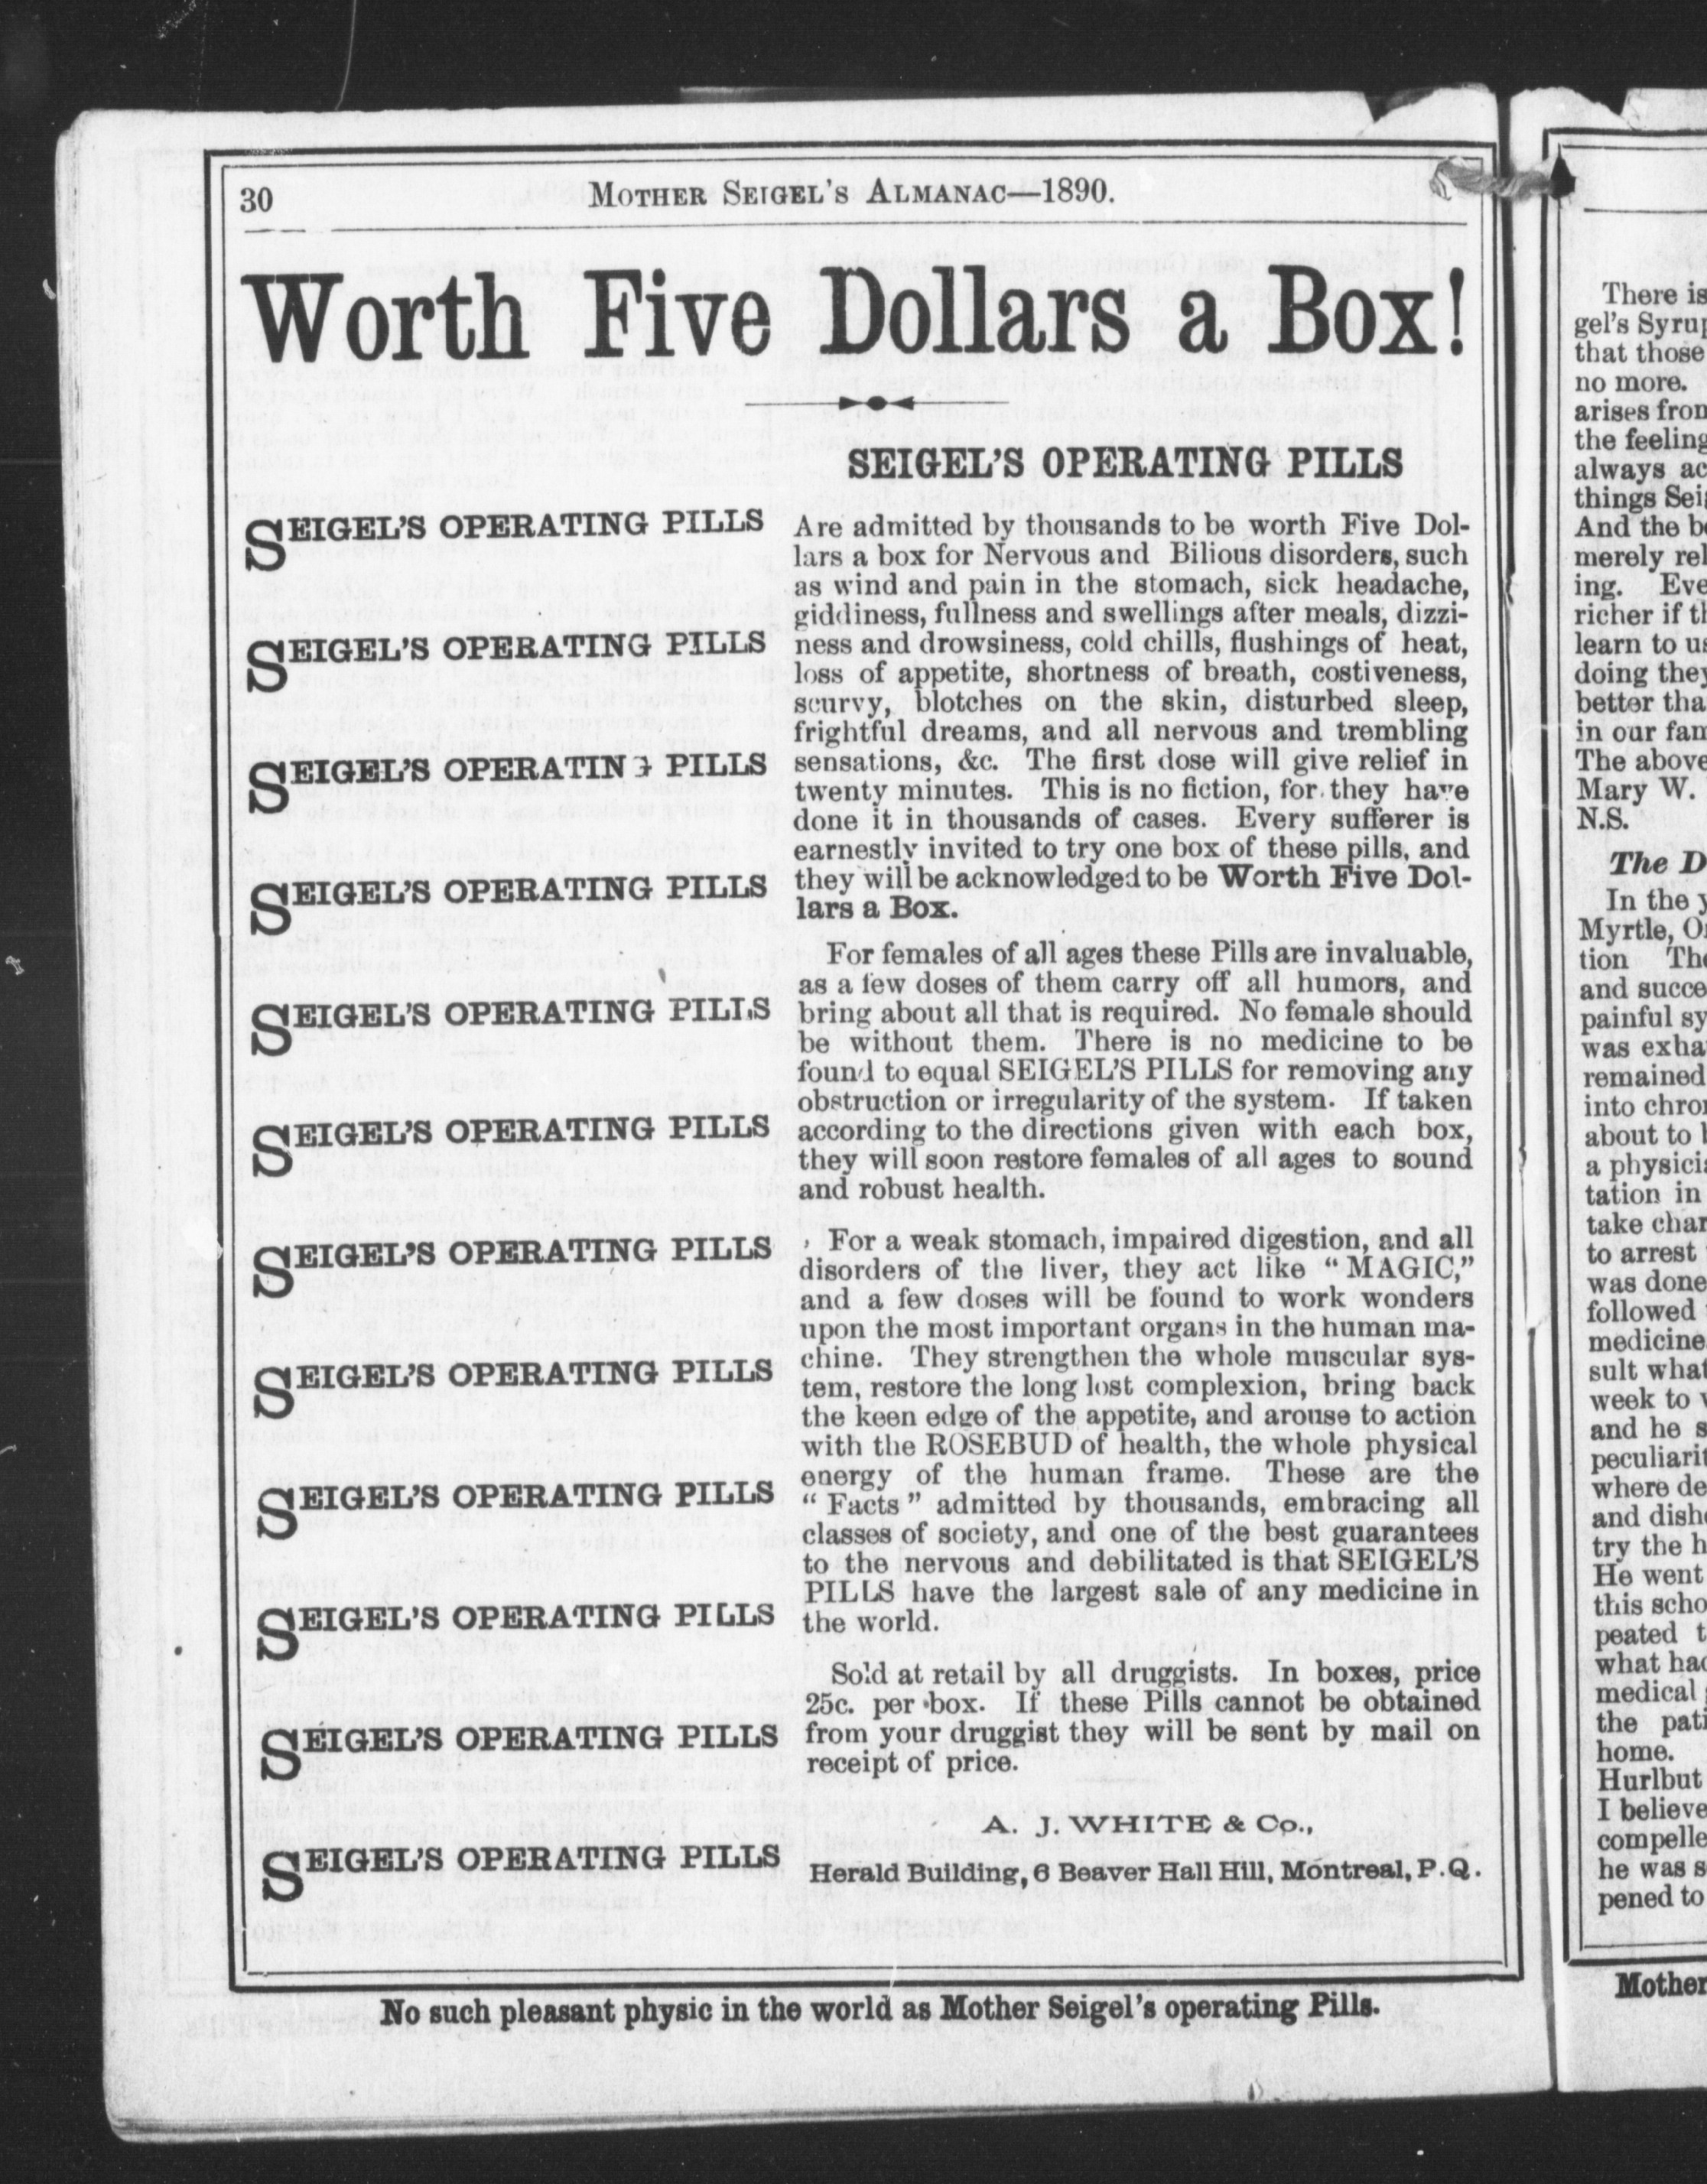 30
MOTHER SEIGEL'S ALMANAC—1890.
Worth Five Dollars a Box!
SEIGEL'S OPERATING PILLS
SEIGEL'S OPERATING PILLS
SEIGEL'S OPERATING PILLS
SEIGEL'S OPERATING PILLS
SEIGEL'S OPERATING PILLS
SEIGEL'S OPERATING PILLS
SEIGEL'S OPERATING PILLS
SEIGEL'S OPERATING PILLS
SEIGEL'S OPERATING PILLS
SEIGEL'S OPERATING PILLS
SEIGEL'S OPERATING PILLS
SEIGEL'S OPERATING PILLS
SEIGEL'S OPERATING PILLS
Are admitted by thousands to be worth Five Dol-
lars a box for Nervous and Bilious disorders, such
as wind and pain in the stomach, sick headache,
giddiness, fullness and swellings after meals, dizzi-
ness and drowsiness, cold chills, flushings of heat,
loss of appetite, shortness of breath, costiveness,
scurvy, blotches on the skin, disturbed sleep,
frightful dreams, and all nervous and trembling
sensations, &c. The first dose will give relief in
twenty minutes. This is no fiction, for they have
done it in thousands of cases. Every sufferer is
earnestly invited to try one box of these pills, and
they will be acknowledged to be Worth Five Dol-
lars a Box.
For females of all ages these Pills are invaluable,
as a few doses of them carry off all humors, and
bring about all that is required. No female should
be without them. There is no medicine to be
found to equal SEIGEL'S PILLS for removing any
obstruction or irregularity of the system. If taken
according to the directions given with each box,
they will soon restore females of all ages to sound
and robust health.
For a weak stomach, impaired digestion, and all
disorders of the liver, they act like "MAGIC,"
and a few doses will be found to work wonders
upon the most important organs in the human ma-
chine. They strengthen the whole muscular sys-
tem, restore the long lost complexion, bring back
the keen edge of the appetite, and arouse to action
with the ROSEBUD of health, the whole physical
energy of the human frame. These are the
"Facts" admitted by thousands, embracing all
classes of society, and one of the best guarantees
to the nervous and debilitated is that SEIGEL'S
PILLS have the largest sale of any medicine in
the world.
Sold at retail by all druggists. In boxes, price
25c. per box. If these Pills cannot be obtained
from your druggist they will be sent by mail on
receipt of price.
A. J. WHITE & Co.,
Herald Building, 6 Beaver Hall Hill, Montreal, P.Q.
No such pleasant physic in the world as Mother Seigel's operating Pills.
There is
gel's Syrup
that those
no more.
arises from
the feeling
always ac
things Seig
And the be
merely rel
ing. Eve
richer if th
learn to us
doing they
better tha
in our fam
The above
Mary W.
N.S.
The D
In the y
Myrtle, O
tion The
and succe
painful sy
was exha
remained
into chron
about to b
a physicia
tation in
take char
to arrest
was done
followed
medicine
sult what
week to v
and he s
peculiarit
where de
and dishe
try the h
He went
this scho
peated t
what had
medical
the pati
home.
Hurlbut
I believe
compelle
he was s
pened to
Mother